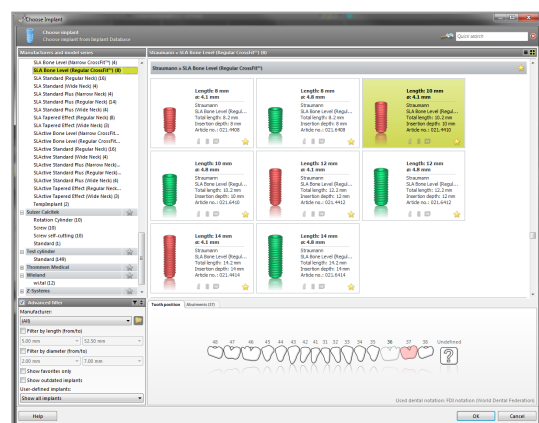 Choose Implant
Choose implant
Choose implant from Implant Database
Quick search
Manufacturers and model series
SLA Bone Level (Narrow CrossFit™) (4)
SLA Bone Level (Regular CrossFit™) (8)
SLA Standard (Regular Neck) (16)
SLA Standard (Wide Neck) (4)
SLA Standard Plus (Narrow Neck) (4)
SLA Standard Plus (Regular Neck) (14)
SLA Standard Plus (Wide Neck) (4)
SLA Tapered Effect (Regular Neck) (8)
SLA Tapered Effect (Wide Neck) (3)
SLActive Bone Level (Narrow CrossFit...
SLActive Bone Level (Regular CrossFit...
SLActive Standard (Regular Neck) (16)
SLActive Standard (Wide Neck) (4)
SLActive Standard Plus (Narrow Neck)...
SLActive Standard Plus (Regular Neck...
SLActive Standard Plus (Wide Neck) (4)
SLActive Tapered Effect (Regular Neck...
SLActive Tapered Effect (Wide Neck) (3)
TempImplant (2)
Sulzer Calcitek
Rotation Cylinder (10)
Screw (10)
Screw self-cutting (10)
Standard (1)
Test cylinder
Standard (149)
Thommen Medical
Wieland
wi.tal (12)
Z Systems
Advanced filter
Manufacturer:
(All)
Filter by length (from/to)
5.00 mm
52.50 mm
Filter by diameter (from/to)
2.00 mm
7.00 mm
Show favorites only
Show outdated implants
User-defined implants:
Show all implants
Straumann » SLA Bone Level (Regular CrossFit™) (8)
Straumann » SLA Bone Level (Regular CrossFit™)
Length: 8 mm
ø: 4.1 mm
Straumann
SLA Bone Level (Regul...
Total length: 8.2 mm
Insertion depth: 8 mm
Article no.: 021.4408
Length: 8 mm
ø: 4.8 mm
Straumann
SLA Bone Level (Regul...
Total length: 8.2 mm
Insertion depth: 8 mm
Article no.: 021.6408
Length: 10 mm
ø: 4.1 mm
Straumann
SLA Bone Level (Regul...
Total length: 10.2 mm
Insertion depth: 10 mm
Article no.: 021.4410
Length: 10 mm
ø: 4.8 mm
Straumann
SLA Bone Level (Regul...
Total length: 10.2 mm
Insertion depth: 10 mm
Article no.: 021.6410
Length: 12 mm
ø: 4.1 mm
Straumann
SLA Bone Level (Regul...
Total length: 12.2 mm
Insertion depth: 12 mm
Article no.: 021.4412
Length: 12 mm
ø: 4.8 mm
Straumann
SLA Bone Level (Regul...
Total length: 12.2 mm
Insertion depth: 12 mm
Article no.: 021.6412
Length: 14 mm
ø: 4.1 mm
Straumann
SLA Bone Level (Regul...
Total length: 14.2 mm
Insertion depth: 14 mm
Article no.: 021.4414
Length: 14 mm
ø: 4.8 mm
Straumann
SLA Bone Level (Regul...
Total length: 14.2 mm
Insertion depth: 14 mm
Article no.: 021.6414
Tooth position
Abutments (37)
48 47 46 45 44 43 42 41 31 32 33 34 35 36 37 38 Undefined
?
Used dental notation: FDI notation (World Dental Federation)
Help
OK
Cancel